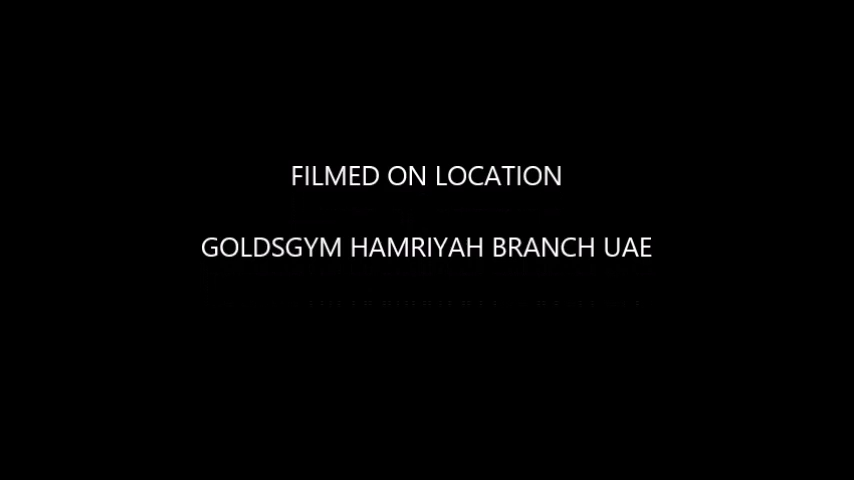 FILMED ON LOCATION
GOLDSGYM HAMRIYAH BRANCH UAE